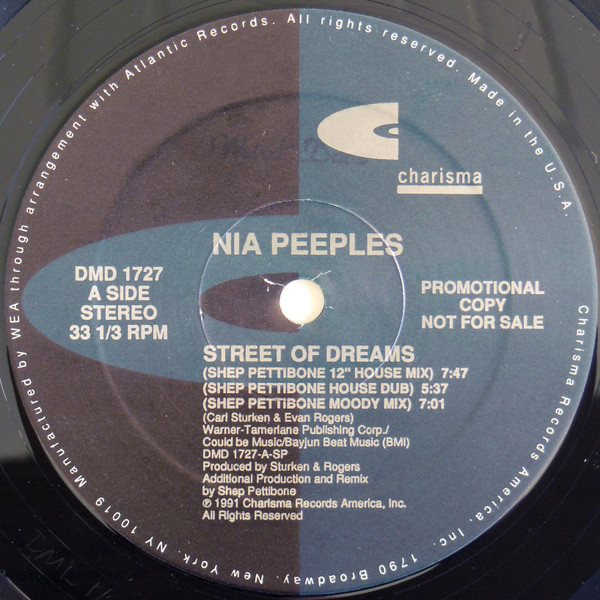 Manufactured by WEA through arrangement with Atlantic Records. All rights reserved. Made in the U.S.A.
charisma
NIA PEEPLES
DMD 1727
A SIDE
STEREO
33 1/3 RPM
PROMOTIONAL
COPY
NOT FOR SALE
STREET OF DREAMS
(SHEP PETTIBONE 12" HOUSE MIX) 7:47
(SHEP PETTIBONE HOUSE DUB) 5:37
(SHEP PETTIBONE MOODY MIX) 7:01
(Carl Sturken & Evan Rogers)
Warner-Tamerlane Publishing Corp./
Could be Music/Bayjun Beat Music (BMI)
DMD 1727-A-SP
Produced by Sturken & Rogers
Additional Production and Remix
by Shep Pettibone
℗ 1991 Charisma Records America, Inc.
All Rights Reserved
Charisma Records America, Inc. 1790 Broadway, New York, NY 10019